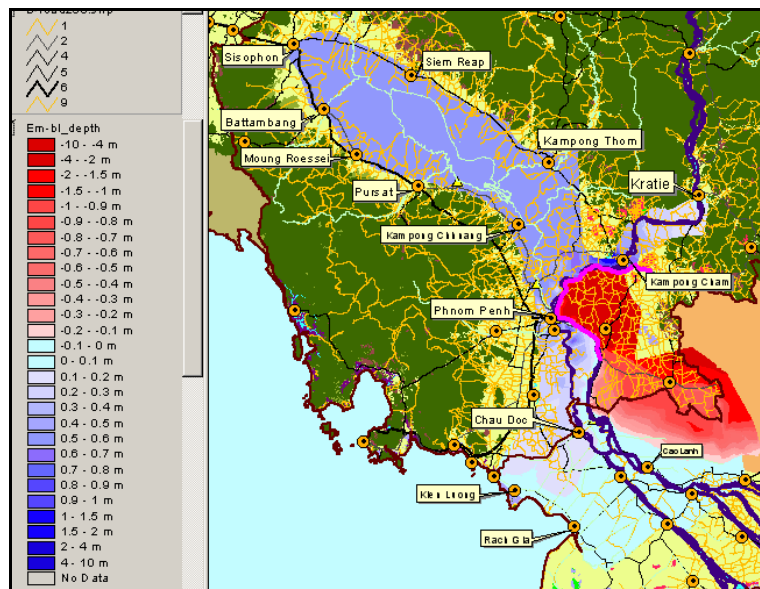 1
2
4
5
6
9
Em-bl_depth
-10 - -4 m
-4 - -2 m
-2 - -1.5 m
-1.5 - -1 m
-1 - -0.9 m
-0.9 - -0.8 m
-0.8 - -0.7 m
-0.7 - -0.6 m
-0.6 - -0.5 m
-0.5 - -0.4 m
-0.4 - -0.3 m
-0.3 - -0.2 m
-0.2 - -0.1 m
-0.1 - 0 m
0 - 0.1 m
0.1 - 0.2 m
0.2 - 0.3 m
0.3 - 0.4 m
0.4 - 0.5 m
0.5 - 0.6 m
0.6 - 0.7 m
0.7 - 0.8 m
0.8 - 0.9 m
0.9 - 1 m
1 - 1.5 m
1.5 - 2 m
2 - 4 m
4 - 10 m
No Data
Sisophon
Siem Reap
Battambang
Moung Roessei
Kampong Thom
Pursat
Kratie
Kampong Chhnang
Kampong Cham
Phnom Penh
Chau Doc
Cao Lanh
Kien Luong
Rach Gia